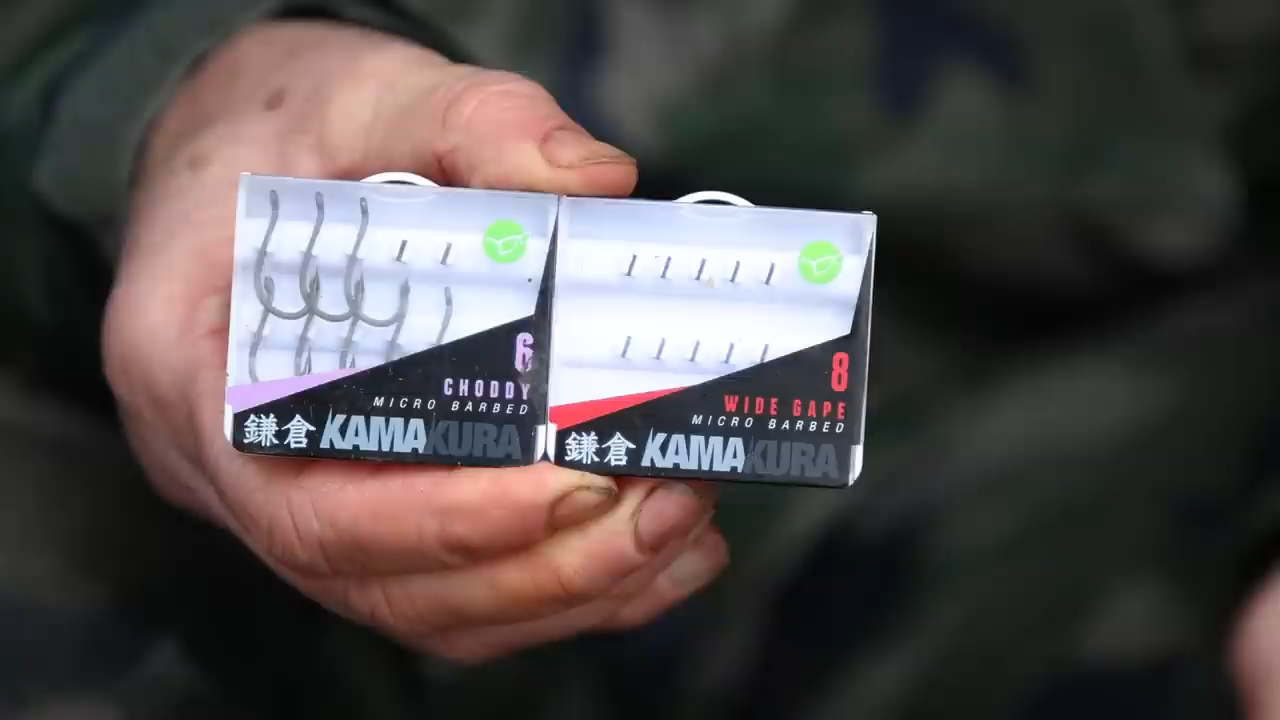 6
CHODDY
MICRO BARBED
鎌倉 KAMAKURA
8
WIDE GAPE
MICRO BARBED
鎌倉 KAMAKURA